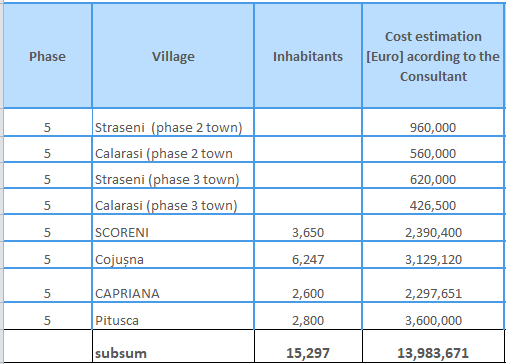 Phase Village Inhabitants Cost estimation [Euro] acording to the Consultant
5 Straseni (phase 2 town) 960,000
5 Calarasi (phase 2 town 560,000
5 Straseni (phase 3 town) 620,000
5 Calarasi (phase 3 town) 426,500
5 SCORENI 3,650 2,390,400
5 Cojușna 6,247 3,129,120
5 CAPRIANA 2,600 2,297,651
5 Pitusca 2,800 3,600,000
subsum 15,297 13,983,671